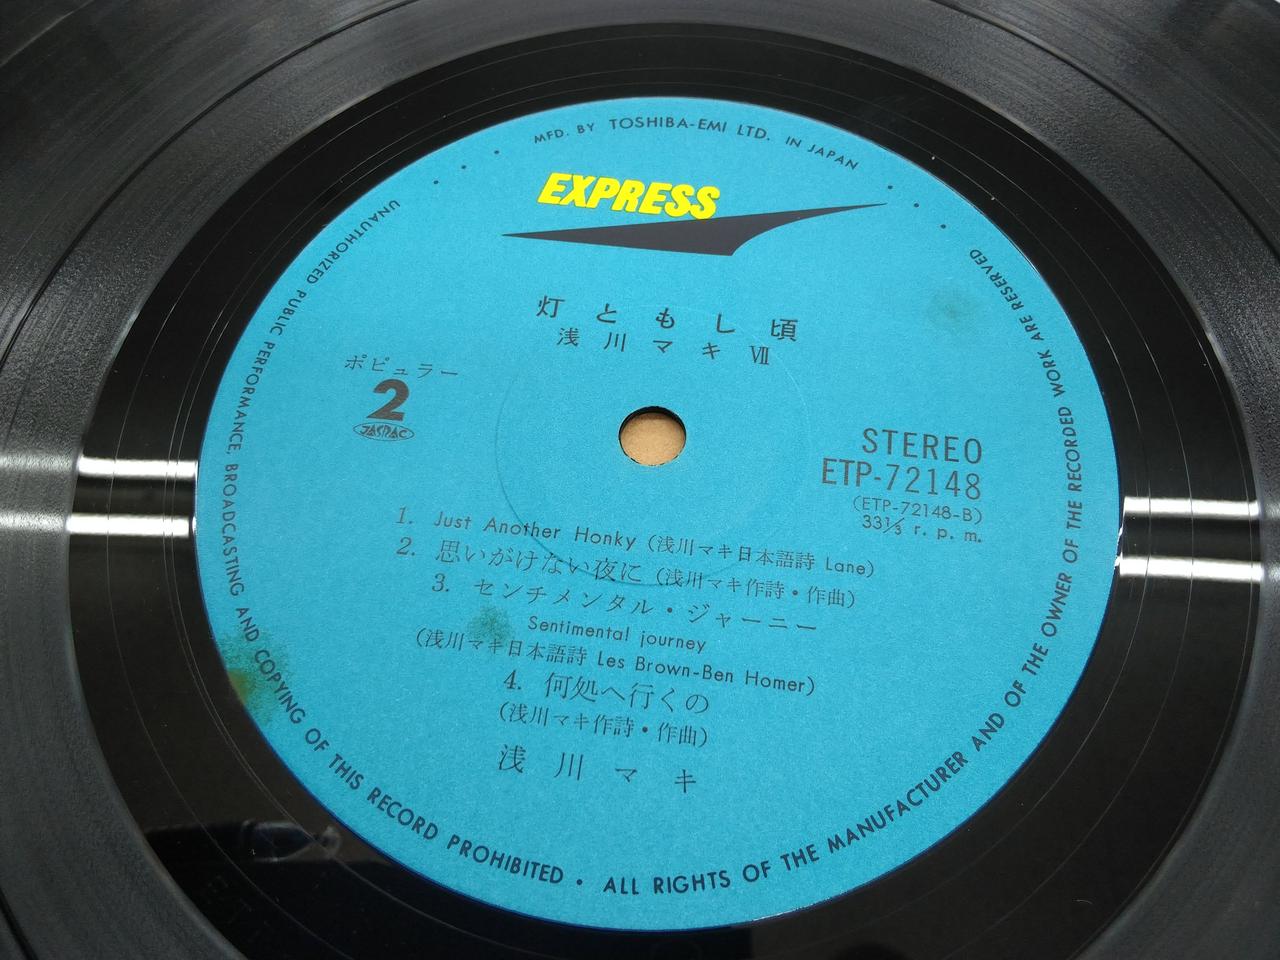 MFD. BY TOSHIBA-EMI LTD. IN JAPAN
EXPRESS
灯ともし頃
浅川マキ Ⅶ
ポピュラー
2
JASRAC
STEREO
ETP-72148
(ETP-72148-B)
33⅓ r. p. m.
1. Just Another Honky (浅川マキ日本語詩 Lane)
2. 思いがけない夜に (浅川マキ作詩・作曲)
3. センチメンタル・ジャーニー
Sentimental journey
(浅川マキ日本語詩 Les Brown-Ben Homer)
4. 何処へ行くの
(浅川マキ作詩・作曲)
浅川マキ
UNAUTHORIZED PUBLIC PERFORMANCE, BROADCASTING AND COPYING OF THIS RECORD PROHIBITED • ALL RIGHTS OF THE MANUFACTURER AND OF THE OWNER OF THE RECORDED WORK ARE RESERVED